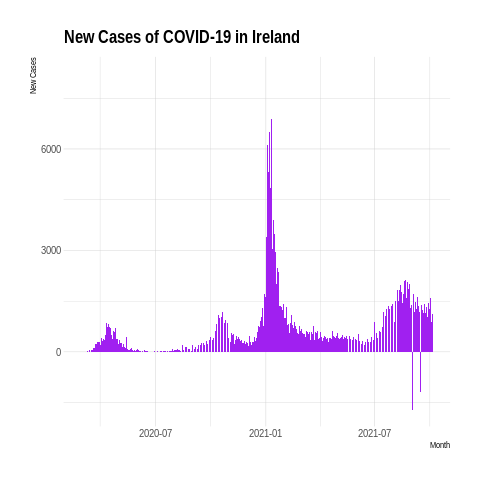 New Cases of COVID-19 in Ireland
New Cases
6000
3000
0
2020-07
2021-01
2021-07
Month